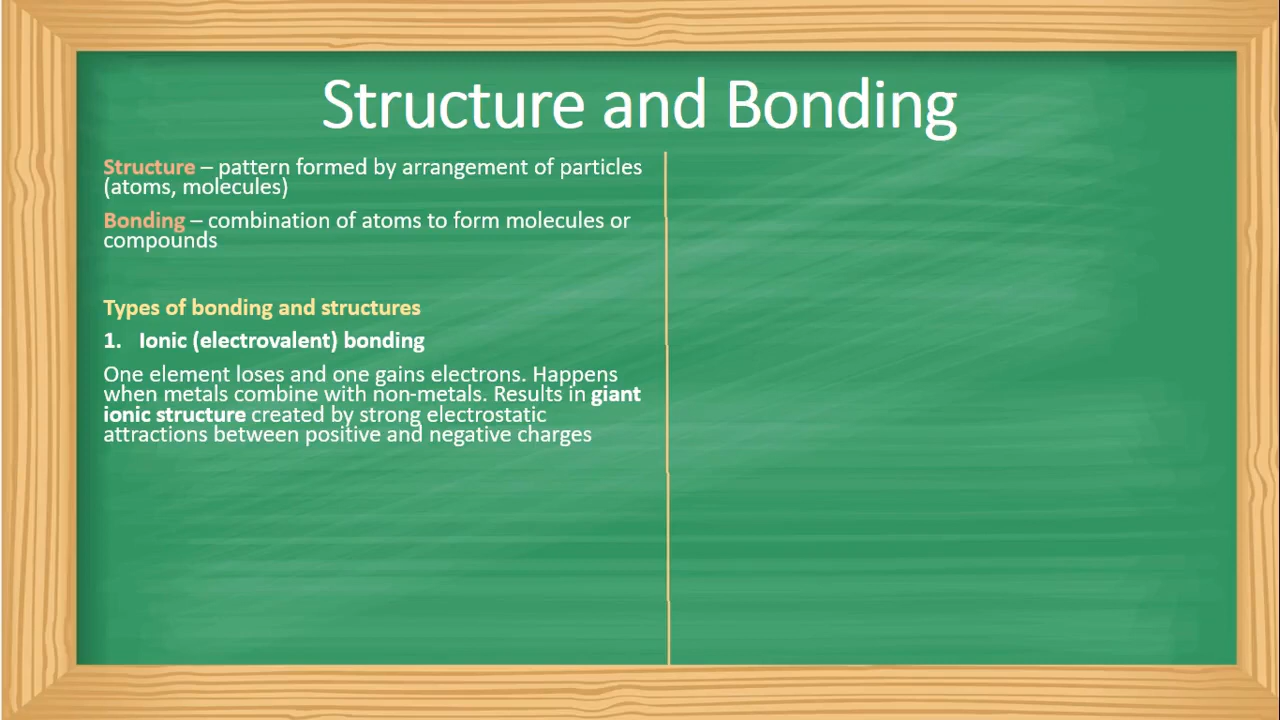 Structure and Bonding
Structure – pattern formed by arrangement of particles
(atoms, molecules)
Bonding – combination of atoms to form molecules or
compounds
Types of bonding and structures
1. Ionic (electrovalent) bonding
One element loses and one gains electrons. Happens
when metals combine with non-metals. Results in giant
ionic structure created by strong electrostatic
attractions between positive and negative charges